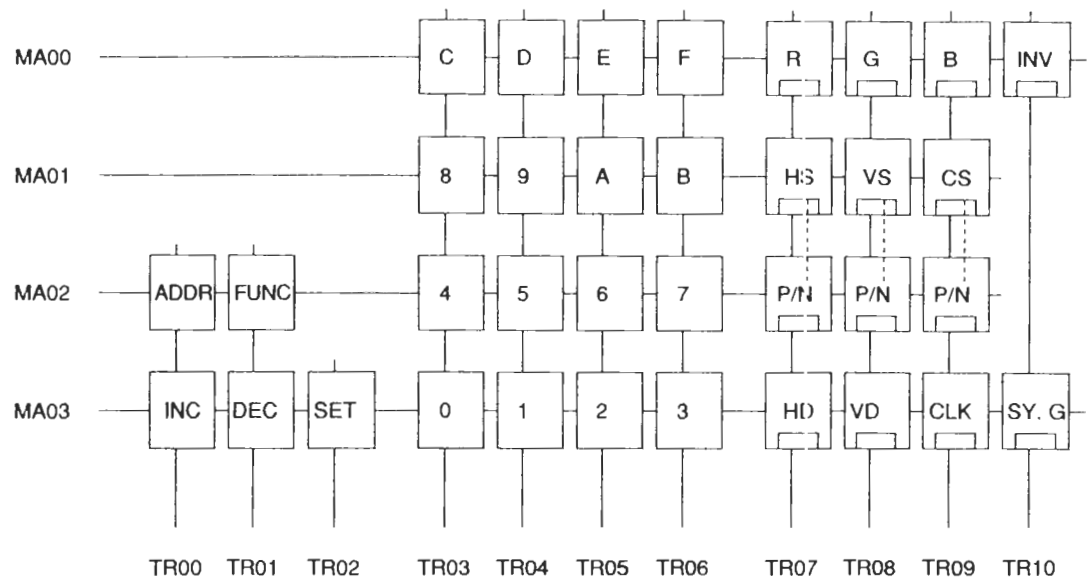 MA00 C D E F R G B INV
MA01 8 9 A B HS VS CS
MA02 ADDR FUNC 4 5 6 7 P/N P/N P/N
MA03 INC DEC SET 0 1 2 3 HD VD CLK SY. G
TR00 TR01 TR02 TR03 TR04 TR05 TR06 TR07 TR08 TR09 TR10